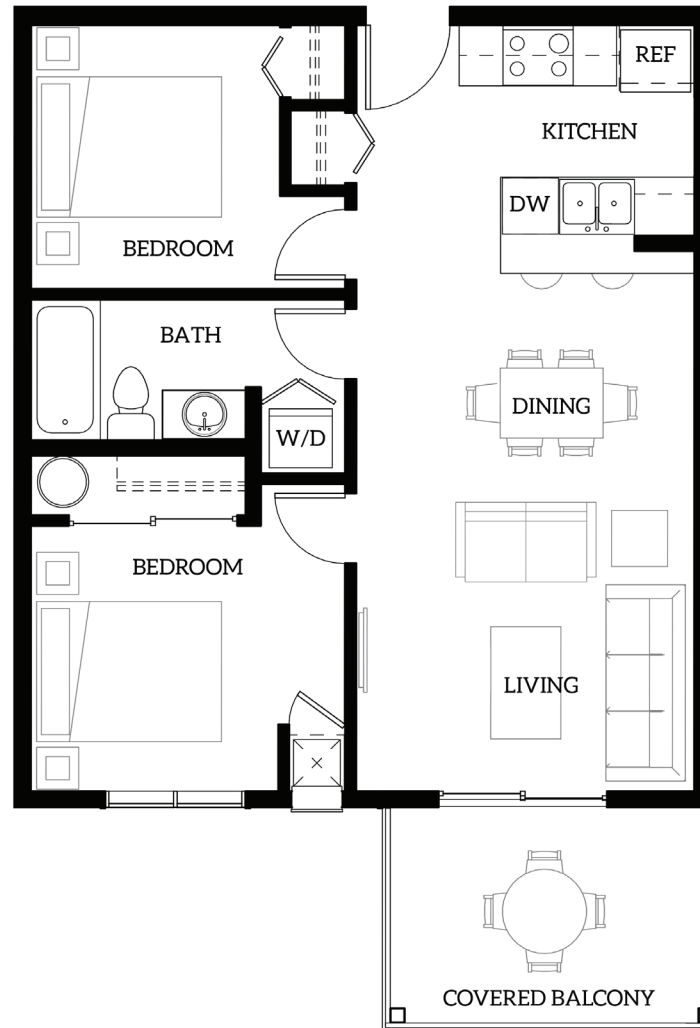 REF
KITCHEN
DW
BEDROOM
BATH
DINING
W/D
BEDROOM
LIVING
COVERED BALCONY